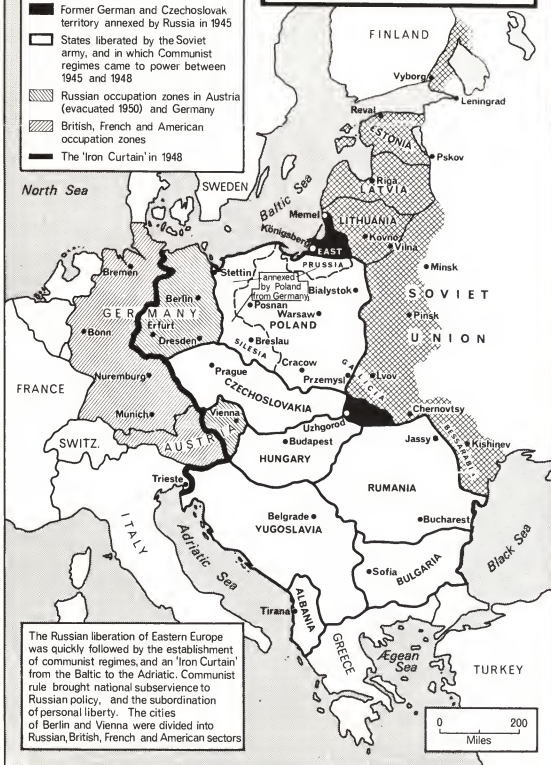 Former German and Czechoslovak
territory annexed by Russia in 1945
States liberated by the Soviet
army, and in which Communist
regimes came to power between
1945 and 1948
Russian occupation zones in Austria
(evacuated 1950) and Germany
British, French and American
occupation zones
The 'Iron Curtain' in 1948
FINLAND
Vyborg
Leningrad
Reval
ESTONIA
Pskov
North Sea
SWEDEN
Baltic Sea
Riga
LATVIA
Memel
LITHUANIA
Königsberg
Kovno
Vilna
EAST
PRUSSIA
Minsk
Bremen
Stettin
annexed
by Poland
from Germany
Bialystok
SOVIET
UNION
Berlin
Posnan
Warsaw
POLAND
Pinsk
GERMANY
Bonn
Erfurt
Dresden
Breslau
SILESIA
Prague
Cracow
Przemysl
GALICIA
Lvov
Nuremburg
CZECHOSLOVAKIA
FRANCE
Munich
Vienna
Uzhgorod
Chernovtsy
AUSTRIA
SWITZ.
Budapest
HUNGARY
Jassy
BESSARABIA
Kishinev
Trieste
RUMANIA
ITALY
Belgrade
YUGOSLAVIA
Bucharest
Black Sea
Adriatic Sea
Sofia
BULGARIA
Tirana
ALBANIA
GREECE
Ægean
Sea
TURKEY
The Russian liberation of Eastern Europe
was quickly followed by the establishment
of communist regimes, and an 'Iron Curtain'
from the Baltic to the Adriatic. Communist
rule brought national subservience to
Russian policy, and the subordination
of personal liberty. The cities
of Berlin and Vienna were divided into
Russian, British, French and American sectors
0 200
Miles